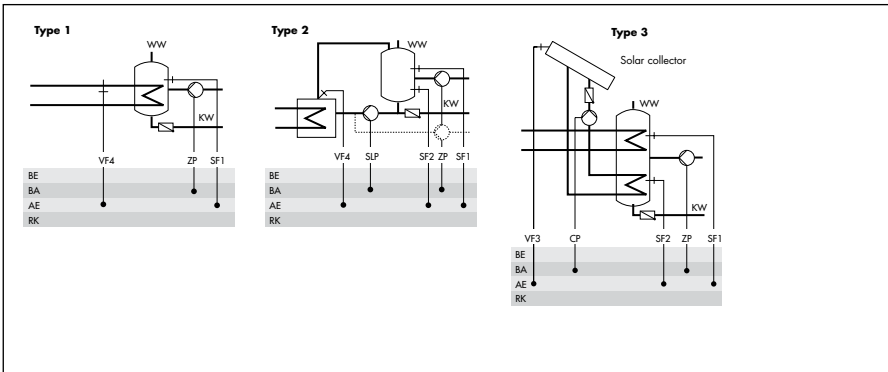 Type 1
WW
KW
VF4 ZP SF1
BE
BA
AE
RK
Type 2
WW
KW
VF4 SLP SF2 ZP SF1
BE
BA
AE
RK
Type 3
Solar collector
WW
KW
VF3 CP SF2 ZP SF1
BE
BA
AE
RK